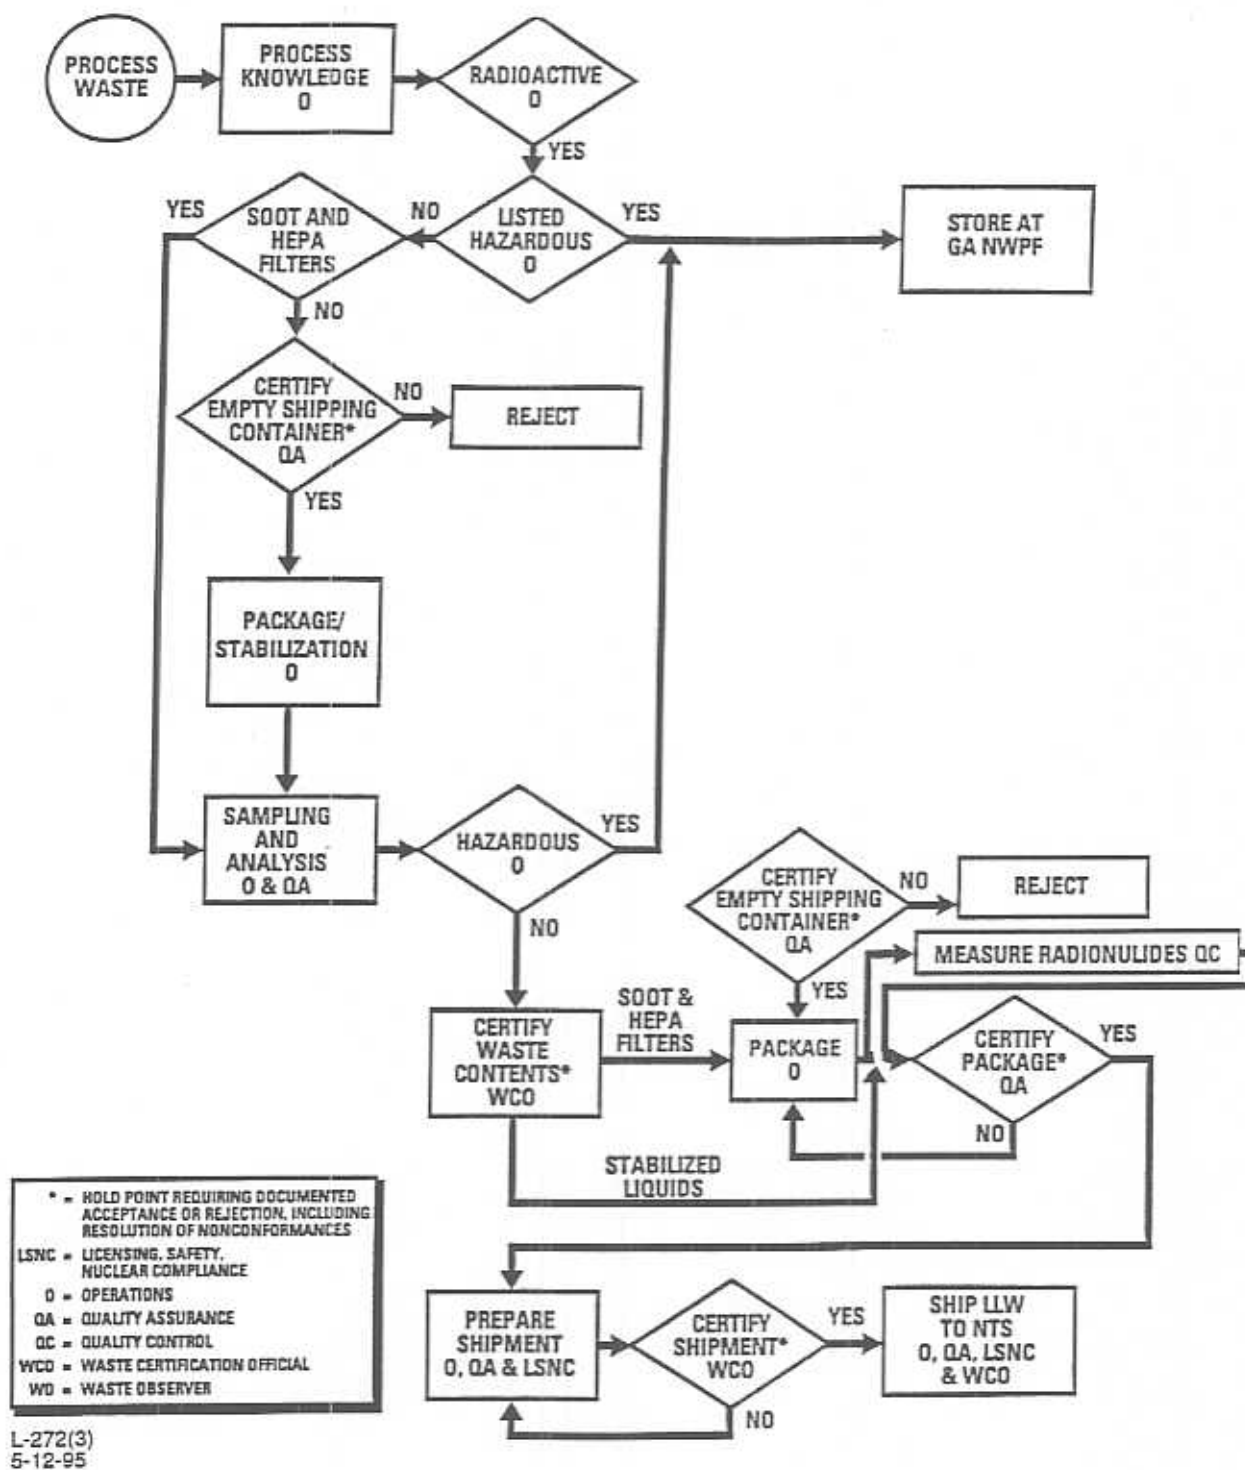 PROCESS
WASTE
PROCESS
KNOWLEDGE
O
RADIOACTIVE
O
YES
YES
SOOT AND
HEPA
FILTERS
NO
LISTED
HAZARDOUS
O
YES
STORE AT
GA NWPF
NO
CERTIFY
EMPTY SHIPPING
CONTAINER*
QA
NO
REJECT
YES
PACKAGE/
STABILIZATION
O
SAMPLING
AND
ANALYSIS
O & QA
HAZARDOUS
O
YES
NO
CERTIFY
EMPTY SHIPPING
CONTAINER*
QA
NO
REJECT
YES
MEASURE RADIONULIDES QC
CERTIFY
WASTE
CONTENTS*
WCO
SOOT &
HEPA
FILTERS
PACKAGE
O
CERTIFY
PACKAGE*
QA
YES
NO
STABILIZED
LIQUIDS
* = HOLD POINT REQUIRING DOCUMENTED
ACCEPTANCE OR REJECTION, INCLUDING
RESOLUTION OF NONCONFORMANCES
LSNC = LICENSING, SAFETY,
NUCLEAR COMPLIANCE
O = OPERATIONS
QA = QUALITY ASSURANCE
QC = QUALITY CONTROL
WCO = WASTE CERTIFICATION OFFICIAL
WO = WASTE OBSERVER
PREPARE
SHIPMENT
O, QA & LSNC
CERTIFY
SHIPMENT*
WCO
YES
NO
SHIP LLW
TO NTS
O, QA, LSNC
& WCO
L-272(3)
5-12-95